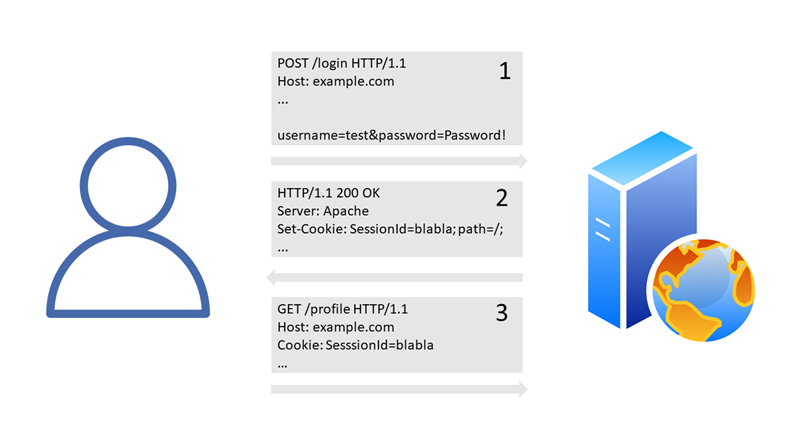 POST /login HTTP/1.1
1
Host: example.com
...
username=test&password=Password!
HTTP/1.1 200 OK
2
Server: Apache
Set-Cookie: SessionId=blabla; path=/;
...
GET /profile HTTP/1.1
3
Host: example.com
Cookie: SesssionId=blabla
...